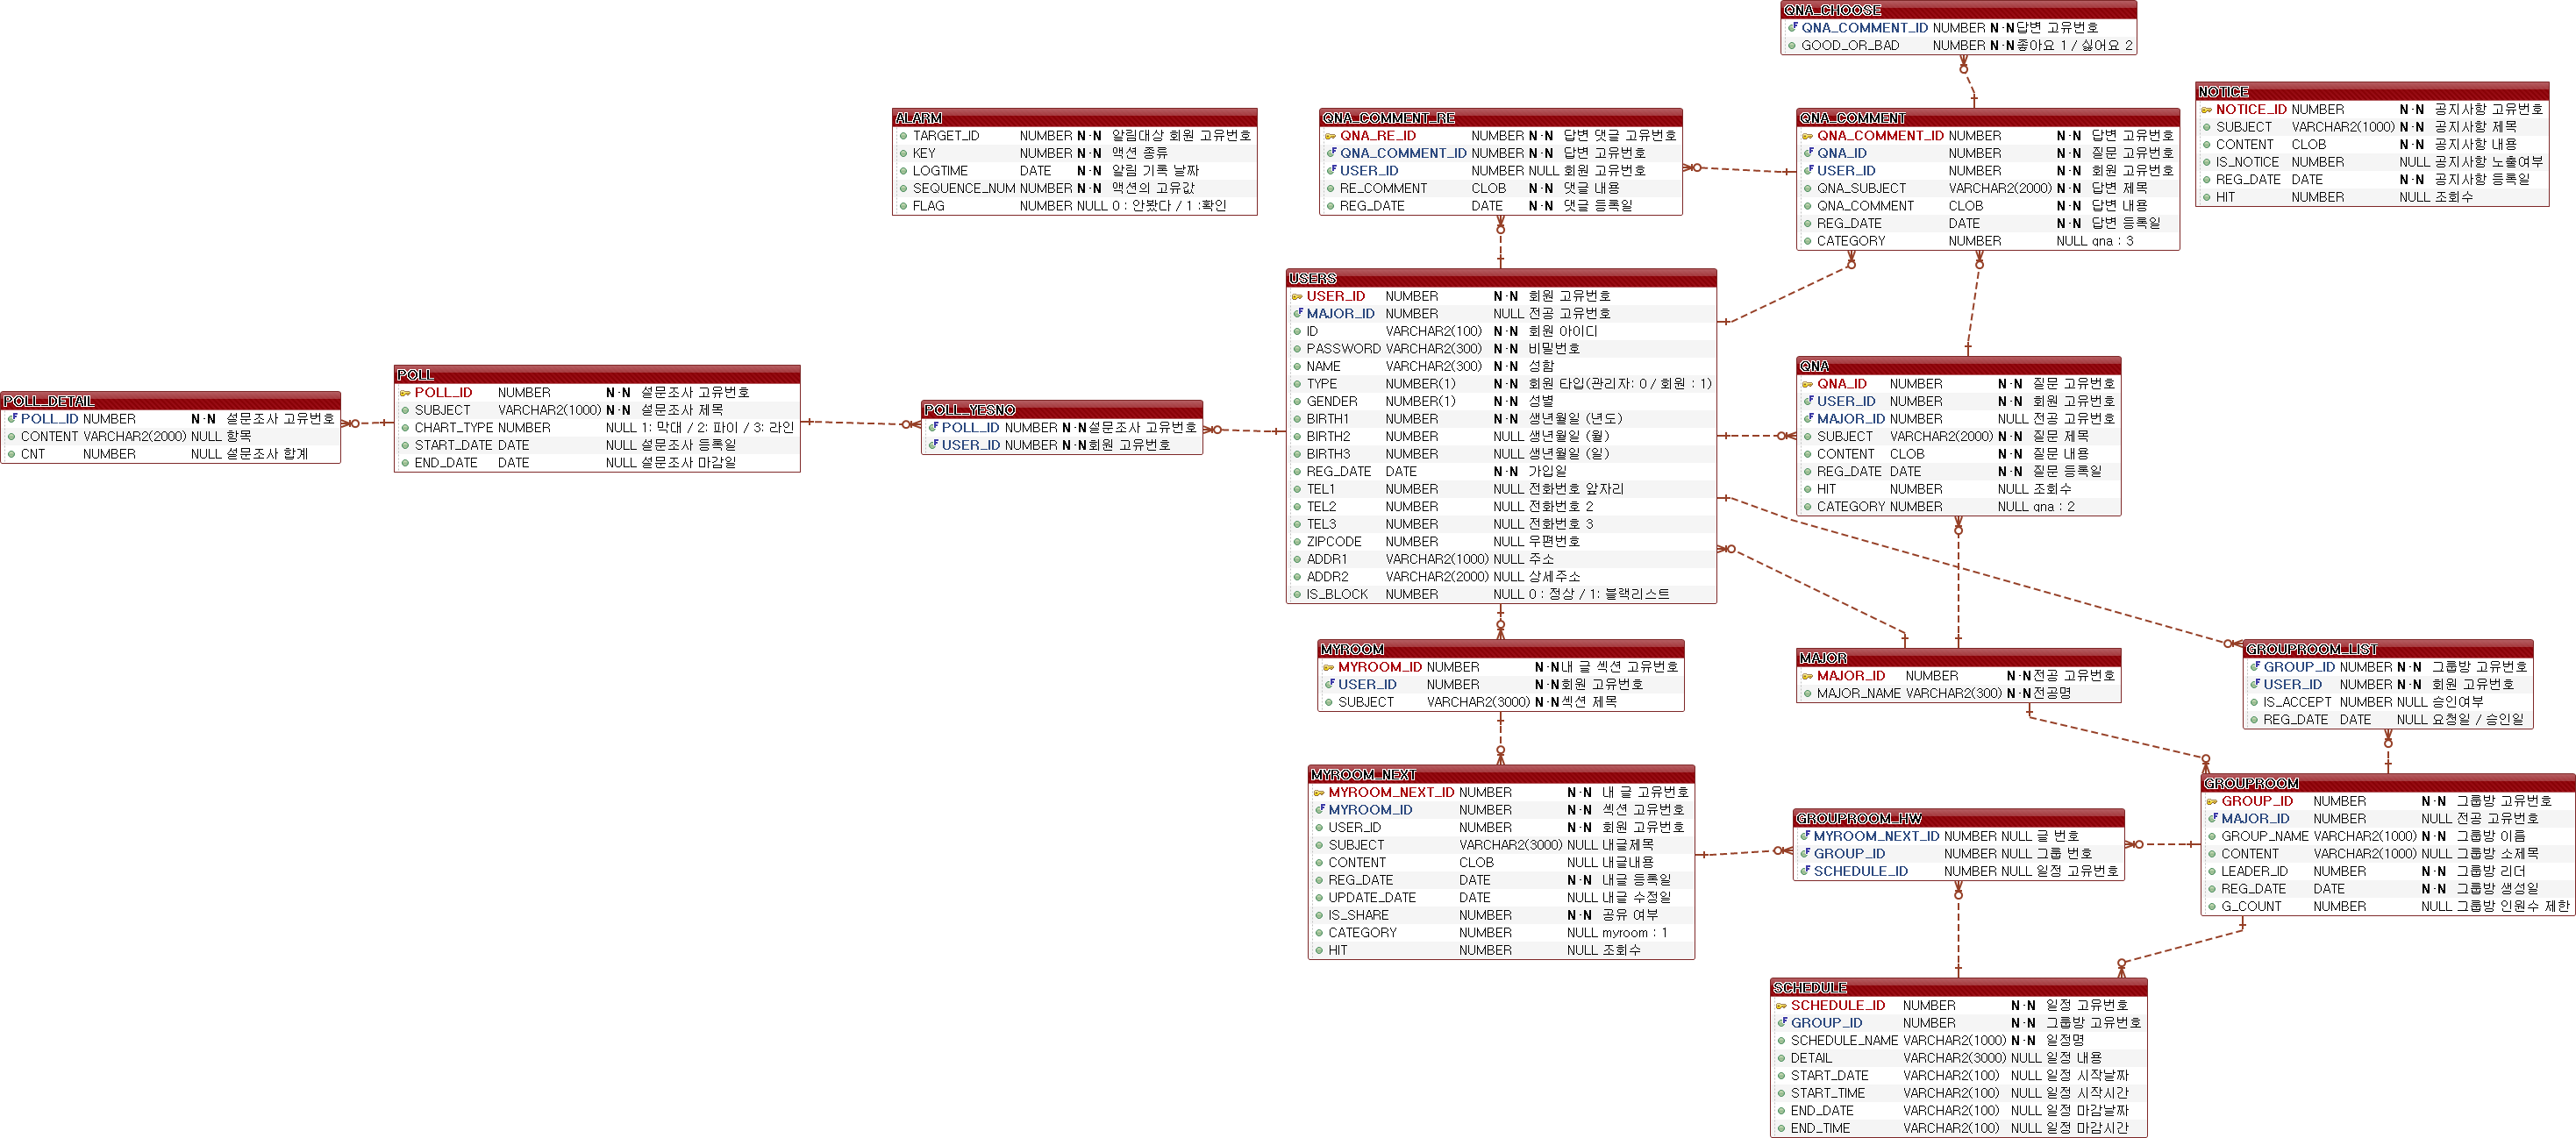 QNA_CHOOSE
QNA_COMMENT_ID NUMBER N·N 답변 고유번호
GOOD_OR_BAD NUMBER N·N 좋아요 1 / 싫어요 2
NOTICE
NOTICE_ID NUMBER N·N 공지사항 고유번호
SUBJECT VARCHAR2(1000) N·N 공지사항 제목
CONTENT CLOB N·N 공지사항 내용
IS_NOTICE NUMBER NULL 공지사항 노출여부
REG_DATE DATE N·N 공지사항 등록일
HIT NUMBER NULL 조회수
ALARM
TARGET_ID NUMBER N·N 알림대상 회원 고유번호
KEY NUMBER N·N 액션 종류
LOGTIME DATE N·N 알림 기록 날짜
SEQUENCE_NUM NUMBER N·N 액션의 고유값
FLAG NUMBER NULL 0 : 안봤다 / 1 :확인
QNA_COMMENT_RE
QNA_RE_ID NUMBER N·N 답변 댓글 고유번호
QNA_COMMENT_ID NUMBER N·N 답변 고유번호
USER_ID NUMBER NULL 회원 고유번호
RE_COMMENT CLOB N·N 댓글 내용
REG_DATE DATE N·N 댓글 등록일
QNA_COMMENT
QNA_COMMENT_ID NUMBER N·N 답변 고유번호
QNA_ID NUMBER N·N 질문 고유번호
USER_ID NUMBER N·N 회원 고유번호
QNA_SUBJECT VARCHAR2(2000) N·N 답변 제목
QNA_COMMENT CLOB N·N 답변 내용
REG_DATE DATE N·N 답변 등록일
CATEGORY NUMBER NULL qna : 3
USERS
USER_ID NUMBER N·N 회원 고유번호
MAJOR_ID NUMBER NULL 전공 고유번호
ID VARCHAR2(100) N·N 회원 아이디
PASSWORD VARCHAR2(300) N·N 비밀번호
NAME VARCHAR2(300) N·N 성함
TYPE NUMBER(1) N·N 회원 타입(관리자: 0 / 회원 : 1)
GENDER NUMBER(1) N·N 성별
BIRTH1 NUMBER N·N 생년월일 (년도)
BIRTH2 NUMBER NULL 생년월일 (월)
BIRTH3 NUMBER NULL 생년월일 (일)
REG_DATE DATE N·N 가입일
TEL1 NUMBER NULL 전화번호 앞자리
TEL2 NUMBER NULL 전화번호 2
TEL3 NUMBER NULL 전화번호 3
ZIPCODE NUMBER NULL 우편번호
ADDR1 VARCHAR2(1000) NULL 주소
ADDR2 VARCHAR2(2000) NULL 상세주소
IS_BLOCK NUMBER NULL 0 : 정상 / 1: 블랙리스트
QNA
QNA_ID NUMBER N·N 질문 고유번호
USER_ID NUMBER N·N 회원 고유번호
MAJOR_ID NUMBER NULL 전공 고유번호
SUBJECT VARCHAR2(2000) N·N 질문 제목
CONTENT CLOB N·N 질문 내용
REG_DATE DATE N·N 질문 등록일
HIT NUMBER NULL 조회수
CATEGORY NUMBER NULL qna : 2
POLL_DETAIL
POLL_ID NUMBER N·N 설문조사 고유번호
CONTENT VARCHAR2(2000) NULL 항목
CNT NUMBER NULL 설문조사 합계
POLL
POLL_ID NUMBER N·N 설문조사 고유번호
SUBJECT VARCHAR2(1000) N·N 설문조사 제목
CHART_TYPE NUMBER NULL 1: 막대 / 2: 파이 / 3: 라인
START_DATE DATE NULL 설문조사 등록일
END_DATE DATE NULL 설문조사 마감일
POLL_YESNO
POLL_ID NUMBER N·N 설문조사 고유번호
USER_ID NUMBER N·N 회원 고유번호
MYROOM
MYROOM_ID NUMBER N·N 내 글 섹션 고유번호
USER_ID NUMBER N·N 회원 고유번호
SUBJECT VARCHAR2(3000) N·N 섹션 제목
MAJOR
MAJOR_ID NUMBER N·N 전공 고유번호
MAJOR_NAME VARCHAR2(300) N·N 전공명
GROUPROOM_LIST
GROUP_ID NUMBER N·N 그룹방 고유번호
USER_ID NUMBER N·N 회원 고유번호
IS_ACCEPT NUMBER NULL 승인여부
REG_DATE DATE NULL 요청일 / 승인일
MYROOM_NEXT
MYROOM_NEXT_ID NUMBER N·N 내 글 고유번호
MYROOM_ID NUMBER N·N 섹션 고유번호
USER_ID NUMBER N·N 회원 고유번호
SUBJECT VARCHAR2(3000) NULL 내글제목
CONTENT CLOB NULL 내글내용
REG_DATE DATE N·N 내글 등록일
UPDATE_DATE DATE NULL 내글 수정일
IS_SHARE NUMBER N·N 공유 여부
CATEGORY NUMBER NULL myroom : 1
HIT NUMBER NULL 조회수
GROUPROOM_HW
MYROOM_NEXT_ID NUMBER NULL 글 번호
GROUP_ID NUMBER NULL 그룹 번호
SCHEDULE_ID NUMBER NULL 일정 고유번호
GROUPROOM
GROUP_ID NUMBER N·N 그룹방 고유번호
MAJOR_ID NUMBER NULL 전공 고유번호
GROUP_NAME VARCHAR2(1000) N·N 그룹방 이름
CONTENT VARCHAR2(1000) NULL 그룹방 소제목
LEADER_ID NUMBER N·N 그룹방 리더
REG_DATE DATE N·N 그룹방 생성일
G_COUNT NUMBER NULL 그룹방 인원수 제한
SCHEDULE
SCHEDULE_ID NUMBER N·N 일정 고유번호
GROUP_ID NUMBER N·N 그룹방 고유번호
SCHEDULE_NAME VARCHAR2(1000) N·N 일정명
DETAIL VARCHAR2(3000) NULL 일정 내용
START_DATE VARCHAR2(100) NULL 일정 시작날짜
START_TIME VARCHAR2(100) NULL 일정 시작시간
END_DATE VARCHAR2(100) NULL 일정 마감날짜
END_TIME VARCHAR2(100) NULL 일정 마감시간